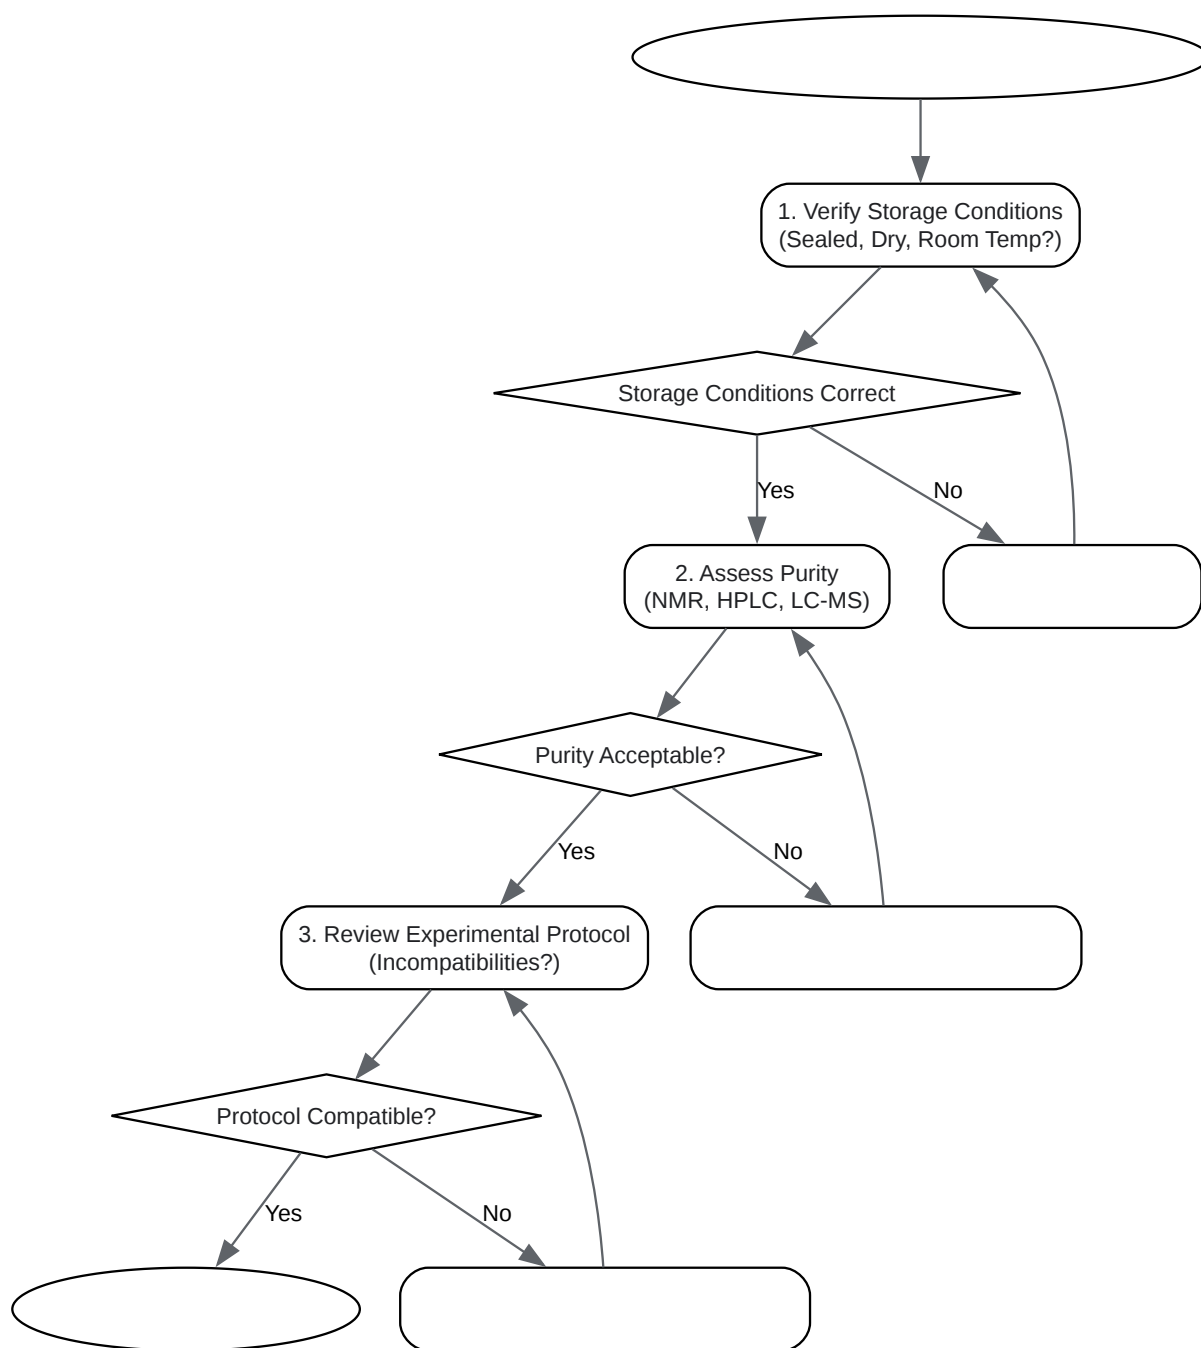 1. Verify Storage Conditions
(Sealed, Dry, Room Temp?)
Storage Conditions Correct
Yes
No
2. Assess Purity
(NMR, HPLC, LC-MS)
Purity Acceptable?
Yes
No
3. Review Experimental Protocol
(Incompatibilities?)
Protocol Compatible?
Yes
No